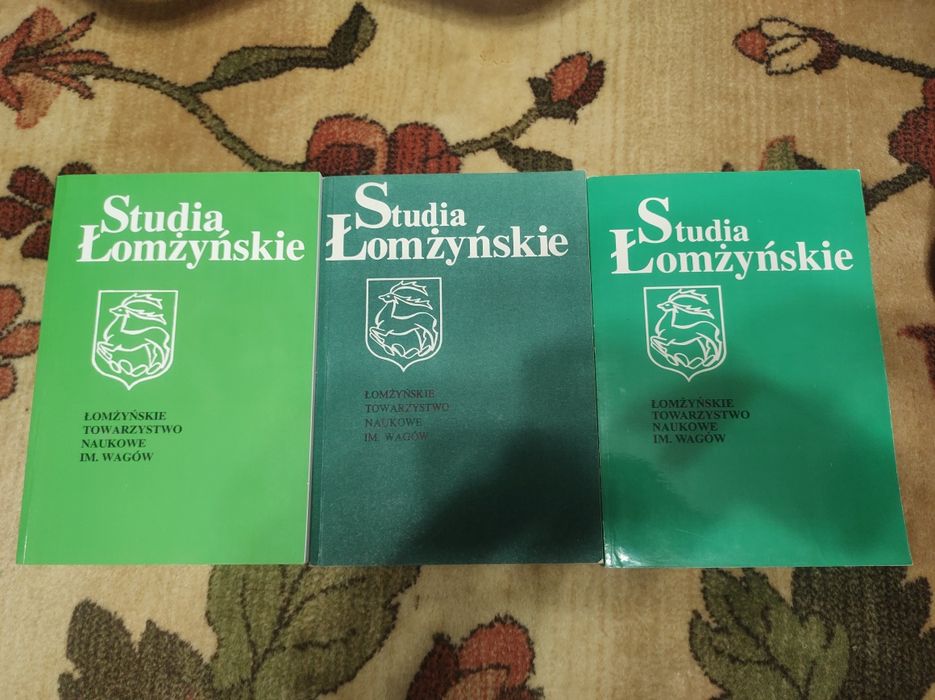 Studia
Łomżyńskie
ŁOMŻYŃSKIE
TOWARZYSTWO
NAUKOWE
IM. WAGÓW
Studia
Łomżyńskie
ŁOMŻYŃSKIE
TOWARZYSTWO
NAUKOWE
IM. WAGÓW
Studia
Łomżyńskie
ŁOMŻYŃSKIE
TOWARZYSTWO
NAUKOWE
IM. WAGÓW